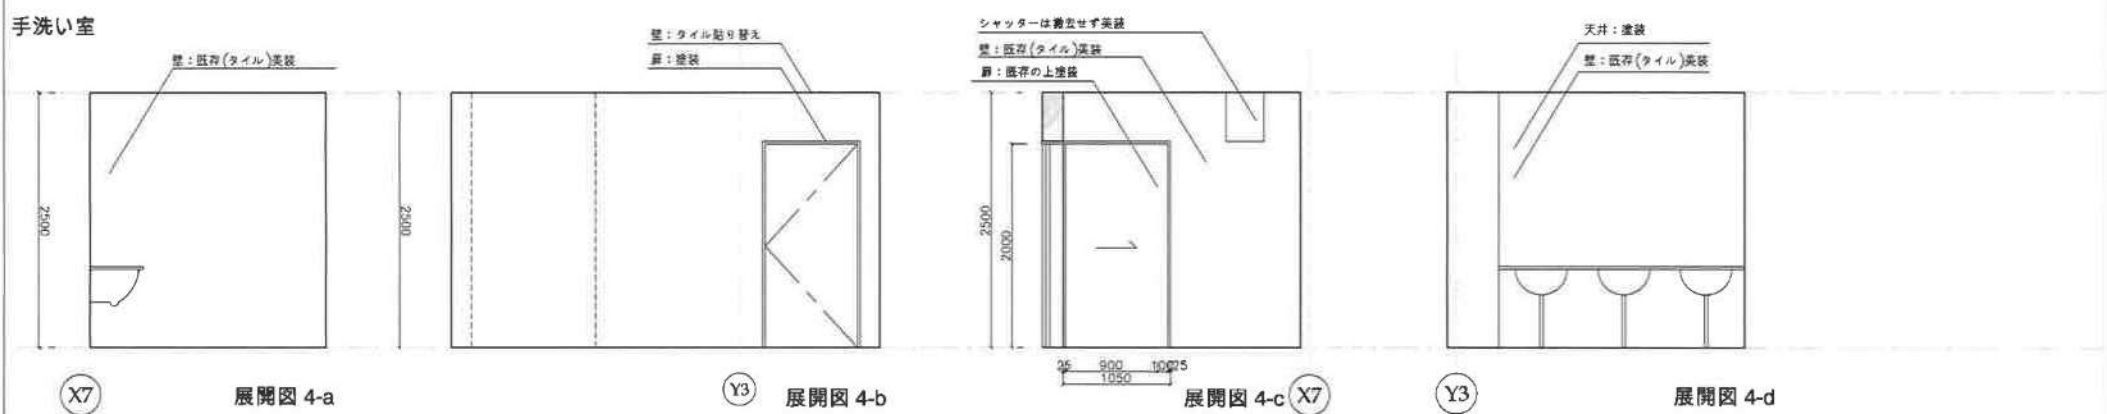 手洗い室
壁：既存(タイル)美装
2500
X7
展開図 4-a
壁：タイル貼り替え
扉：塗装
2500
Y3
展開図 4-b
シャッターは撤去せず美装
壁：既存(タイル)美装
扉：既存の上塗装
2500
2000
25 900 100 25
1050
展開図 4-c
X7
天井：塗装
壁：既存(タイル)美装
Y3
展開図 4-d